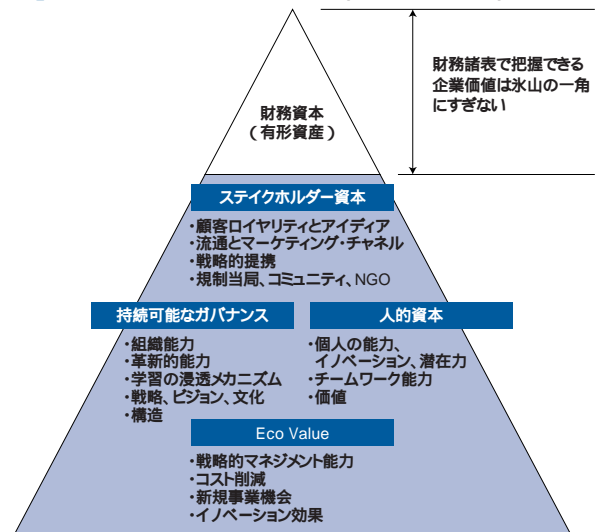 財務諸表で把握できる
企業価値は氷山の一角
にすぎない
財務資本
(有形資産)
ステイクホルダー資本
・顧客ロイヤリティとアイディア
・流通とマーケティング・チャネル
・戦略的提携
・規制当局、コミュニティ、NGO
持続可能なガバナンス
・組織能力
・革新的能力
・学習の浸透メカニズム
・戦略、ビジョン、文化
・構造
人的資本
・個人の能力、
イノベーション、潜在力
・チームワーク能力
・価値
Eco Value
・戦略的マネジメント能力
・コスト削減
・新規事業機会
・イノベーション効果